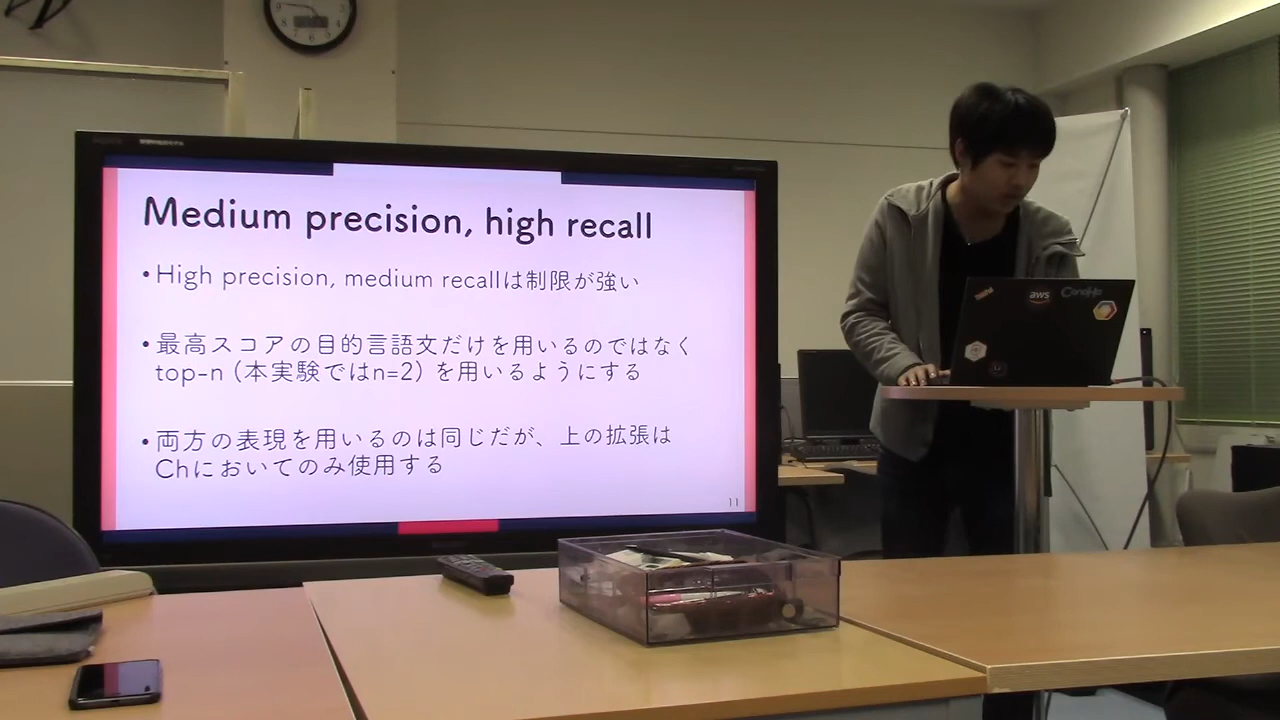 Medium precision, high recall
•High precision, medium recallは制限が強い
•最高スコアの目的言語文だけを用いるのではなく
top-n (本実験ではn=2) を用いるようにする
•両方の表現を用いるのは同じだが、上の拡張は
Chにおいてのみ使用する
11
aws